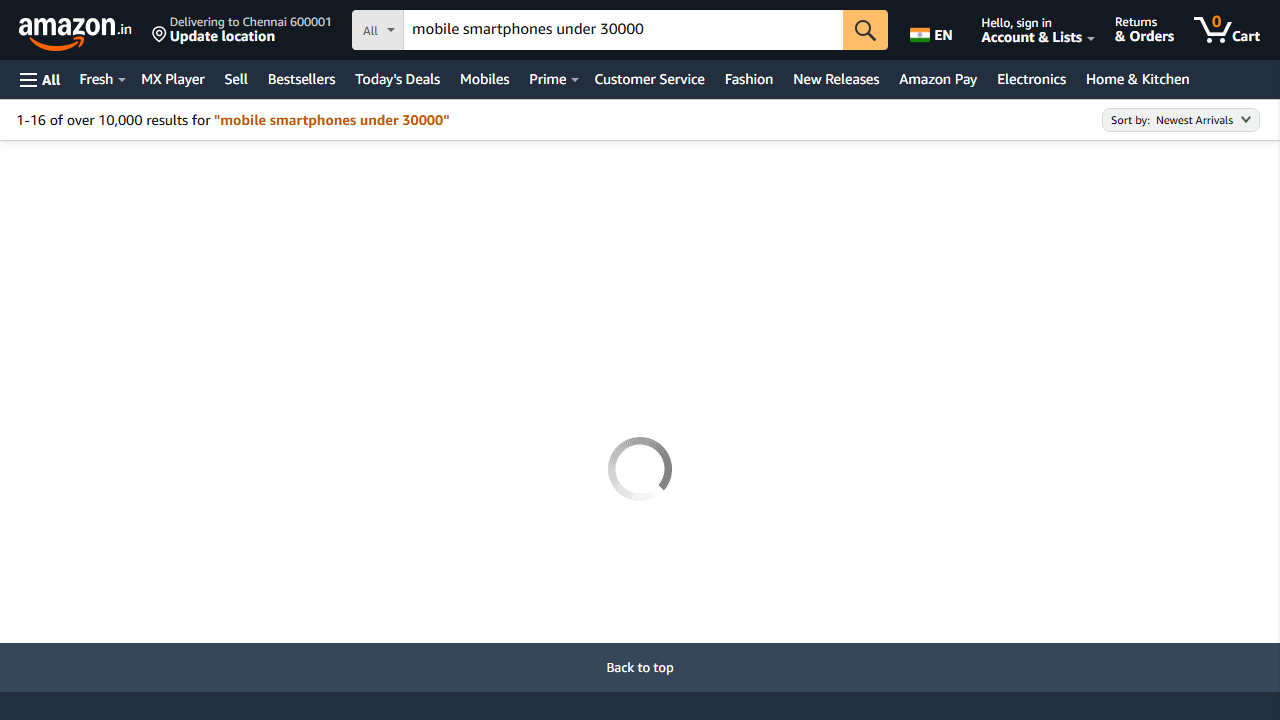 amazon.in
Delivering to Chennai 600001
Update location
All
mobile smartphones under 30000
EN
Hello, sign in
Account & Lists
Returns
& Orders
0
Cart
All
Fresh
MX Player
Sell
Bestsellers
Today's Deals
Mobiles
Prime
Customer Service
Fashion
New Releases
Amazon Pay
Electronics
Home & Kitchen
1-16 of over 10,000 results for "mobile smartphones under 30000"
Sort by: Newest Arrivals
Back to top